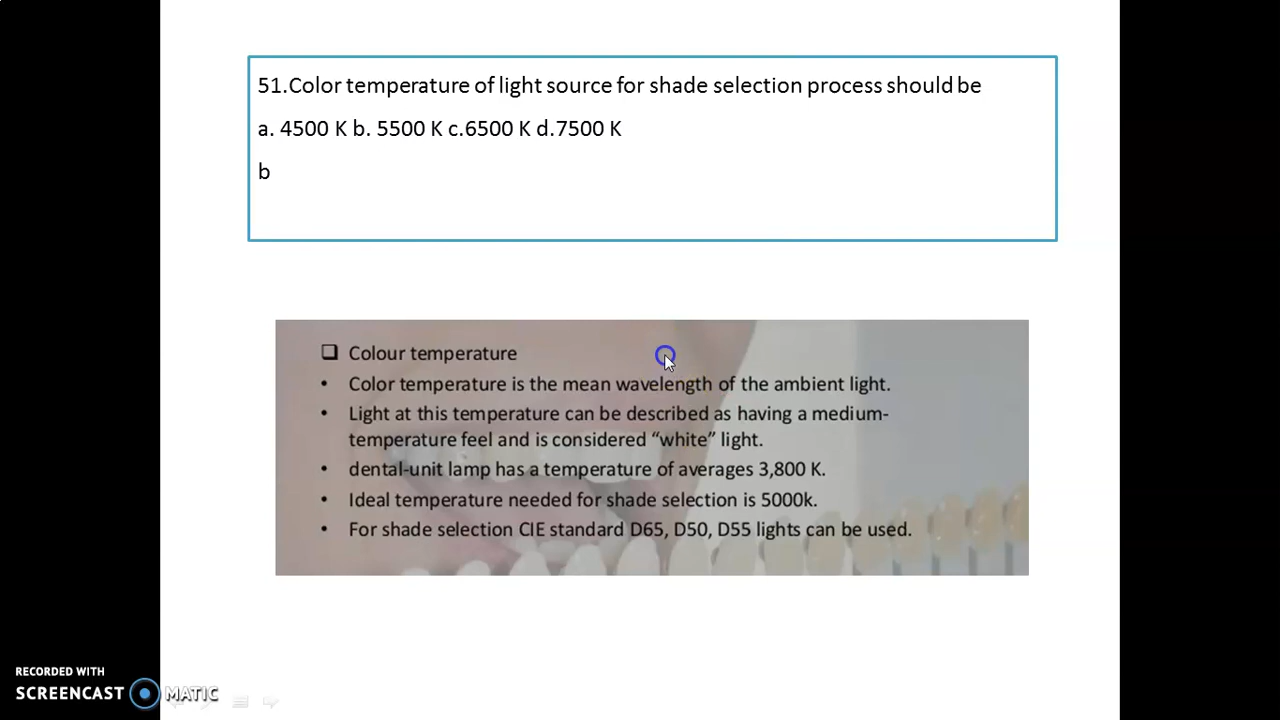 51.Color temperature of light source for shade selection process should be
a. 4500 K b. 5500 K c.6500 K d.7500 K
b
❑ Colour temperature
• Color temperature is the mean wavelength of the ambient light.
• Light at this temperature can be described as having a medium-
temperature feel and is considered “white” light.
• dental-unit lamp has a temperature of averages 3,800 K.
• Ideal temperature needed for shade selection is 5000k.
• For shade selection CIE standard D65, D50, D55 lights can be used.
RECORDED WITH
SCREENCAST MATIC